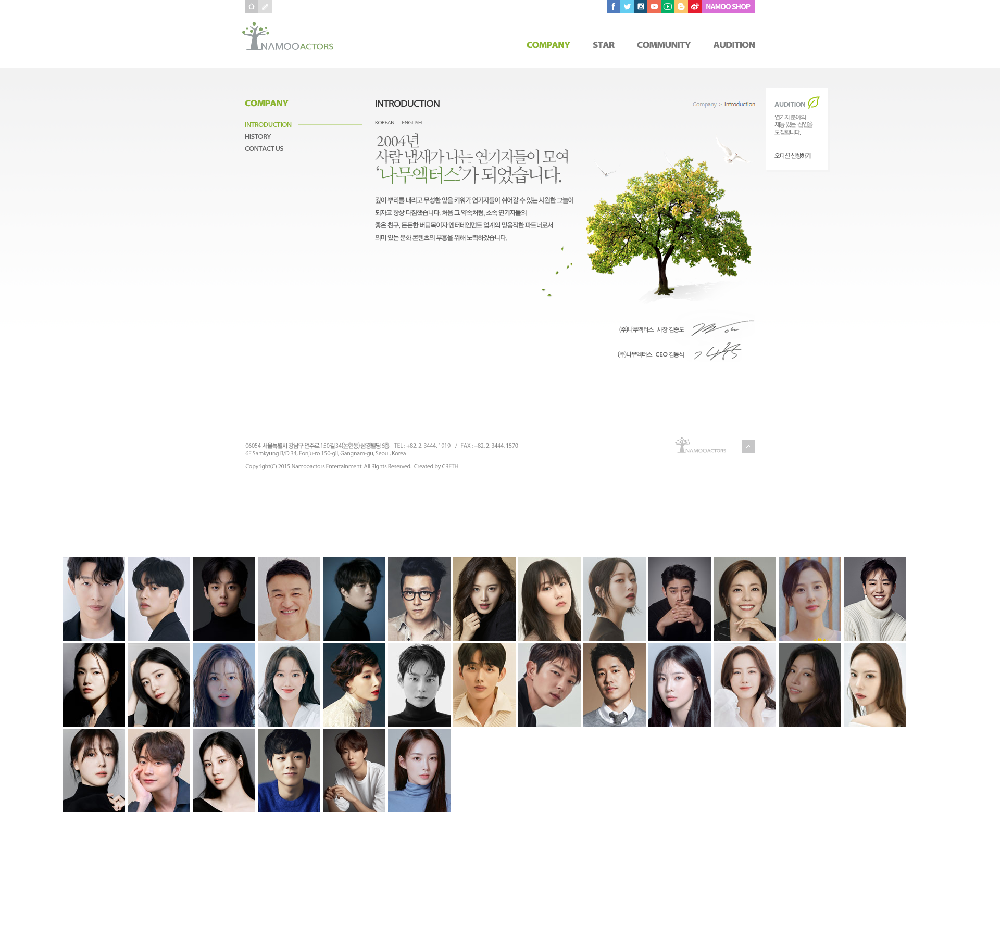 NAMOO SHOP
NAMOO ACTORS
COMPANY STAR COMMUNITY AUDITION
COMPANY
INTRODUCTION
HISTORY
CONTACT US
INTRODUCTION
Company > Introduction
KOREAN ENGLISH
2004년
사람 냄새가 나는 연기자들이 모여
‘나무엑터스’가 되었습니다.
깊이 뿌리를 내리고 무성한 잎을 키워가 연기자들이 쉬어갈 수 있는 시원한 그늘이
되자고 항상 다짐했습니다. 처음 그 약속처럼, 소속 연기자들의
좋은 친구, 든든한 버팀목이자 엔터테인먼트 업계의 믿음직한 파트너로서
의미 있는 문화 콘텐츠의 부흥을 위해 노력하겠습니다.
(주)나무엑터스 사장 김종도
(주)나무엑터스 CEO 김동식
AUDITION
연기자 분야의
재능 있는 신인을
모집합니다.
오디션 신청하기
06054 서울특별시 강남구 언주로 150길 34(논현동) 삼경빌딩 6층 TEL : +82. 2. 3444. 1919 / FAX : +82. 2. 3444. 1570
6F Samkyung B/D 34, Eonju-ro 150-gil, Gangnam-gu, Seoul, Korea
Copyright(C) 2015 Namooactors Entertainment All Rights Reserved. Created by CRETH
NAMOO ACTORS